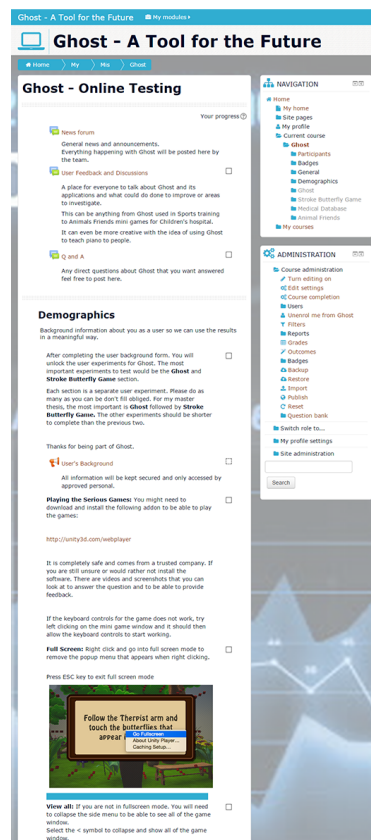 Ghost - A Tool for the Future
My modules
Ghost - A Tool for the Future
Home
My
Mis
Ghost
Ghost - Online Testing
Your progress
News forum
General news and announcements.
Everything happening with Ghost will be posted here by
the team.
User Feedback and Discussions
A place for everyone to talk about Ghost and its
applications and what could do done to improve or areas
to investigate.
This can be anything from Ghost used in Sports training
to Animals Friends mini games for Children's hospital.
It can even be more creative with the idea of using Ghost
to teach piano to people.
Q and A
Any direct questions about Ghost that you want answered
feel free to post here.
Demographics
Background information about you as a user so we can use the results
in a meaningful way.
After completing the user background form. You will
unlock the user experiments for Ghost. The most
important experiments to test would be the Ghost and
Stroke Butterfly Game section.
Each section is a separate user experiment. Please do as
many as you can be don't fill obliged. For my master
thesis, the most important is Ghost followed by Stroke
Butterfly Game. The other experiments should be shorter
to complete than the previous two.
Thanks for being part of Ghost.
User's Background
All information will be kept secured and only accessed by
approved personal.
Playing the Serious Games: You might need to
download and install the following addon to be able to play
the games:
http://unity3d.com/webplayer
It is completely safe and comes from a trusted company. If
you are still unsure or would rather not install the
software. There are videos and screenshots that you can
look at to answer the question and to be able to provide
feedback.
If the keyboard controls for the game does not work, try
left clicking on the mini game window and it should then
allow the keyboard controls to start working.
Full Screen: Right click and go into full screen mode to
remove the popup menu that appears when right clicking.
Press ESC key to exit full screen mode
Follow the Therpist arm and
touch the butterflies that
appear
Go Fullscreen
About Unity Player...
Caching Setup...
View all: If you are not in fullscreen mode. You will need
to collapse the side menu to be able to see all of the game
window.
Select the < symbol to collapse and show all of the game
window.
NAVIGATION
Home
My home
Site pages
My profile
Current course
Ghost
Participants
Badges
General
Demographics
Ghost
Stroke Butterfly Game
Medical Database
Animal Friends
My courses
ADMINISTRATION
Course administration
Turn editing on
Edit settings
Course completion
Users
Unenrol me from Ghost
Filters
Reports
Grades
Outcomes
Badges
Backup
Restore
Import
Publish
Reset
Question bank
Switch role to...
My profile settings
Site administration
Search